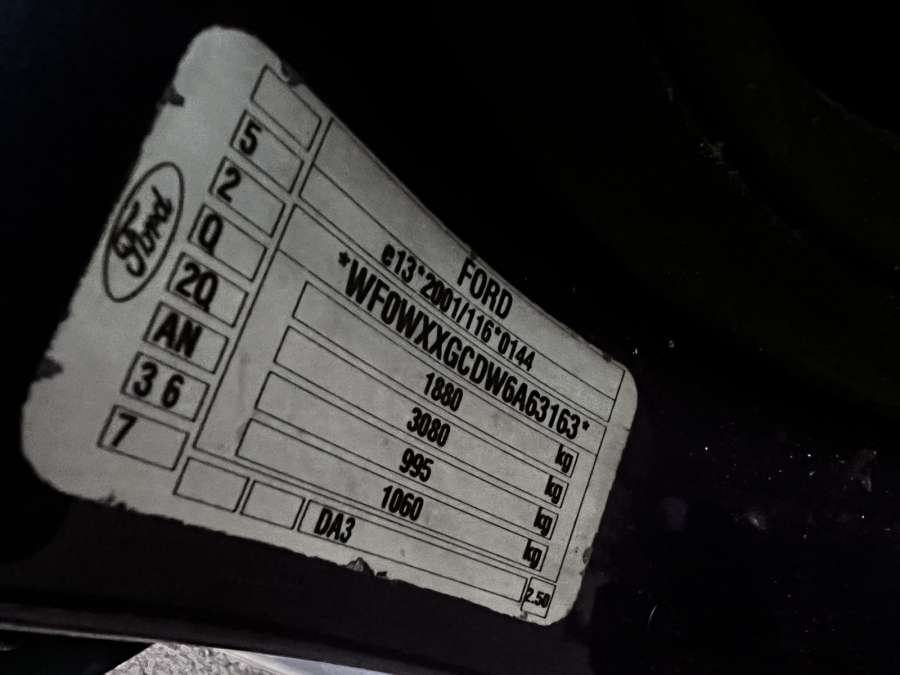 Ford
5
2
Q
2Q
AN
3 6
7
FORD
e13*2001/116*0144
*WF0WXXGCDW6A63163*
1880 kg
3080 kg
995 kg
1060 kg
DA3
2.50